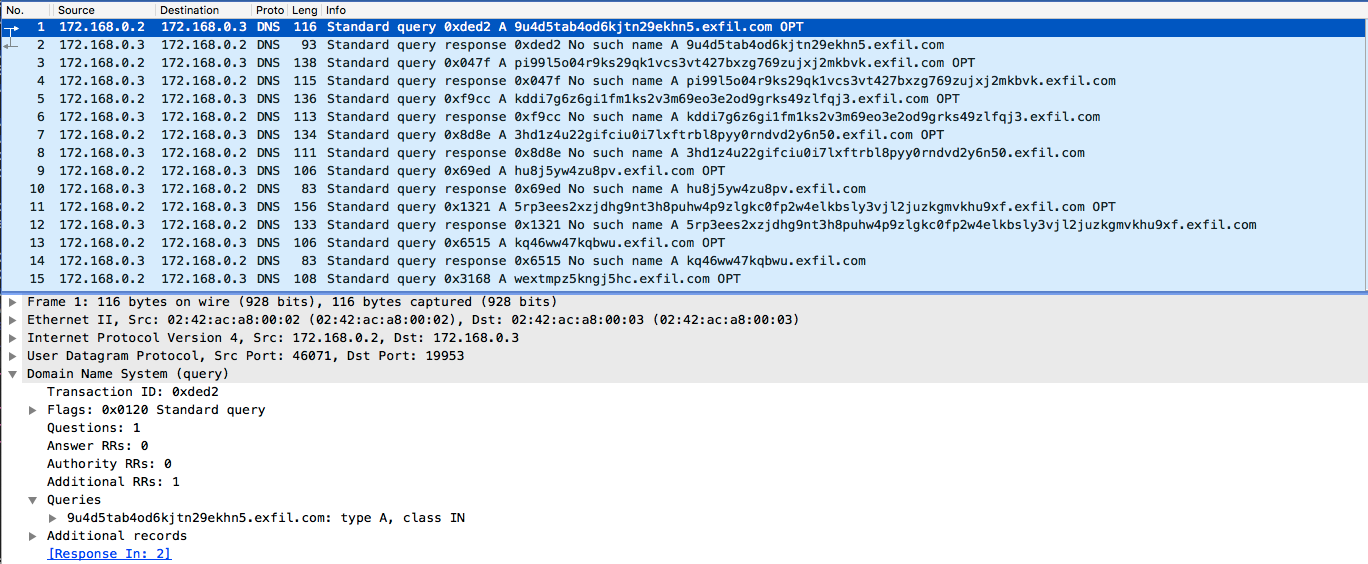 No. Source Destination Proto Leng Info
1 172.168.0.2 172.168.0.3 DNS 116 Standard query 0xded2 A 9u4d5tab4od6kjtn29ekhn5.exfil.com OPT
2 172.168.0.3 172.168.0.2 DNS 93 Standard query response 0xded2 No such name A 9u4d5tab4od6kjtn29ekhn5.exfil.com
3 172.168.0.2 172.168.0.3 DNS 138 Standard query 0x047f A pi99l5o04r9ks29qk1vcs3vt427bxzg769zujxj2mkbvk.exfil.com OPT
4 172.168.0.3 172.168.0.2 DNS 115 Standard query response 0x047f No such name A pi99l5o04r9ks29qk1vcs3vt427bxzg769zujxj2mkbvk.exfil.com
5 172.168.0.2 172.168.0.3 DNS 136 Standard query 0xf9cc A kddi7g6z6gi1fm1ks2v3m69eo3e2od9grks49zlfqj3.exfil.com OPT
6 172.168.0.3 172.168.0.2 DNS 113 Standard query response 0xf9cc No such name A kddi7g6z6gi1fm1ks2v3m69eo3e2od9grks49zlfqj3.exfil.com
7 172.168.0.2 172.168.0.3 DNS 134 Standard query 0x8d8e A 3hd1z4u22gifciu0i7lxftrbl8pyy0rndvd2y6n50.exfil.com OPT
8 172.168.0.3 172.168.0.2 DNS 111 Standard query response 0x8d8e No such name A 3hd1z4u22gifciu0i7lxftrbl8pyy0rndvd2y6n50.exfil.com
9 172.168.0.2 172.168.0.3 DNS 106 Standard query 0x69ed A hu8j5yw4zu8pv.exfil.com OPT
10 172.168.0.3 172.168.0.2 DNS 83 Standard query response 0x69ed No such name A hu8j5yw4zu8pv.exfil.com
11 172.168.0.2 172.168.0.3 DNS 156 Standard query 0x1321 A 5rp3ees2xzjdhg9nt3h8puhw4p9zlgkc0fp2w4elkbsly3vjl2juzkgmvkhu9xf.exfil.com OPT
12 172.168.0.3 172.168.0.2 DNS 133 Standard query response 0x1321 No such name A 5rp3ees2xzjdhg9nt3h8puhw4p9zlgkc0fp2w4elkbsly3vjl2juzkgmvkhu9xf.exfil.com
13 172.168.0.2 172.168.0.3 DNS 106 Standard query 0x6515 A kq46ww47kqbwu.exfil.com OPT
14 172.168.0.3 172.168.0.2 DNS 83 Standard query response 0x6515 No such name A kq46ww47kqbwu.exfil.com
15 172.168.0.2 172.168.0.3 DNS 108 Standard query 0x3168 A wextmpz5kngj5hc.exfil.com OPT
Frame 1: 116 bytes on wire (928 bits), 116 bytes captured (928 bits)
Ethernet II, Src: 02:42:ac:a8:00:02 (02:42:ac:a8:00:02), Dst: 02:42:ac:a8:00:03 (02:42:ac:a8:00:03)
Internet Protocol Version 4, Src: 172.168.0.2, Dst: 172.168.0.3
User Datagram Protocol, Src Port: 46071, Dst Port: 19953
Domain Name System (query)
Transaction ID: 0xded2
Flags: 0x0120 Standard query
Questions: 1
Answer RRs: 0
Authority RRs: 0
Additional RRs: 1
Queries
9u4d5tab4od6kjtn29ekhn5.exfil.com: type A, class IN
Additional records
[Response In: 2]